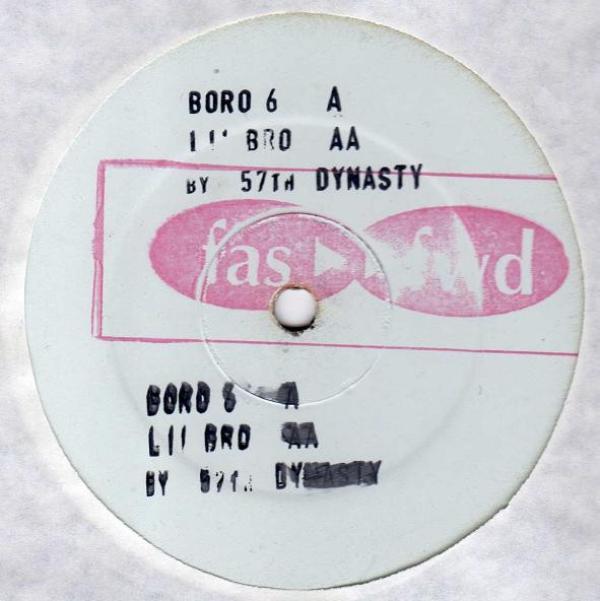 BORO 6 A
LI' BRO AA
BY 57TH DYNASTY
fas fwd
BORO 6 A
LI' BRO AA
BY 57TH DYNASTY